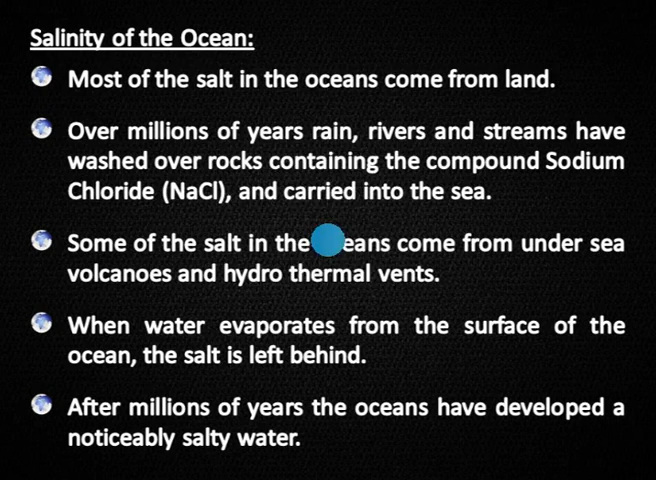 Salinity of the Ocean:
Most of the salt in the oceans come from land.
Over millions of years rain, rivers and streams have
washed over rocks containing the compound Sodium
Chloride (NaCl), and carried into the sea.
Some of the salt in the eans come from under sea
volcanoes and hydro thermal vents.
When water evaporates from the surface of the
ocean, the salt is left behind.
After millions of years the oceans have developed a
noticeably salty water.